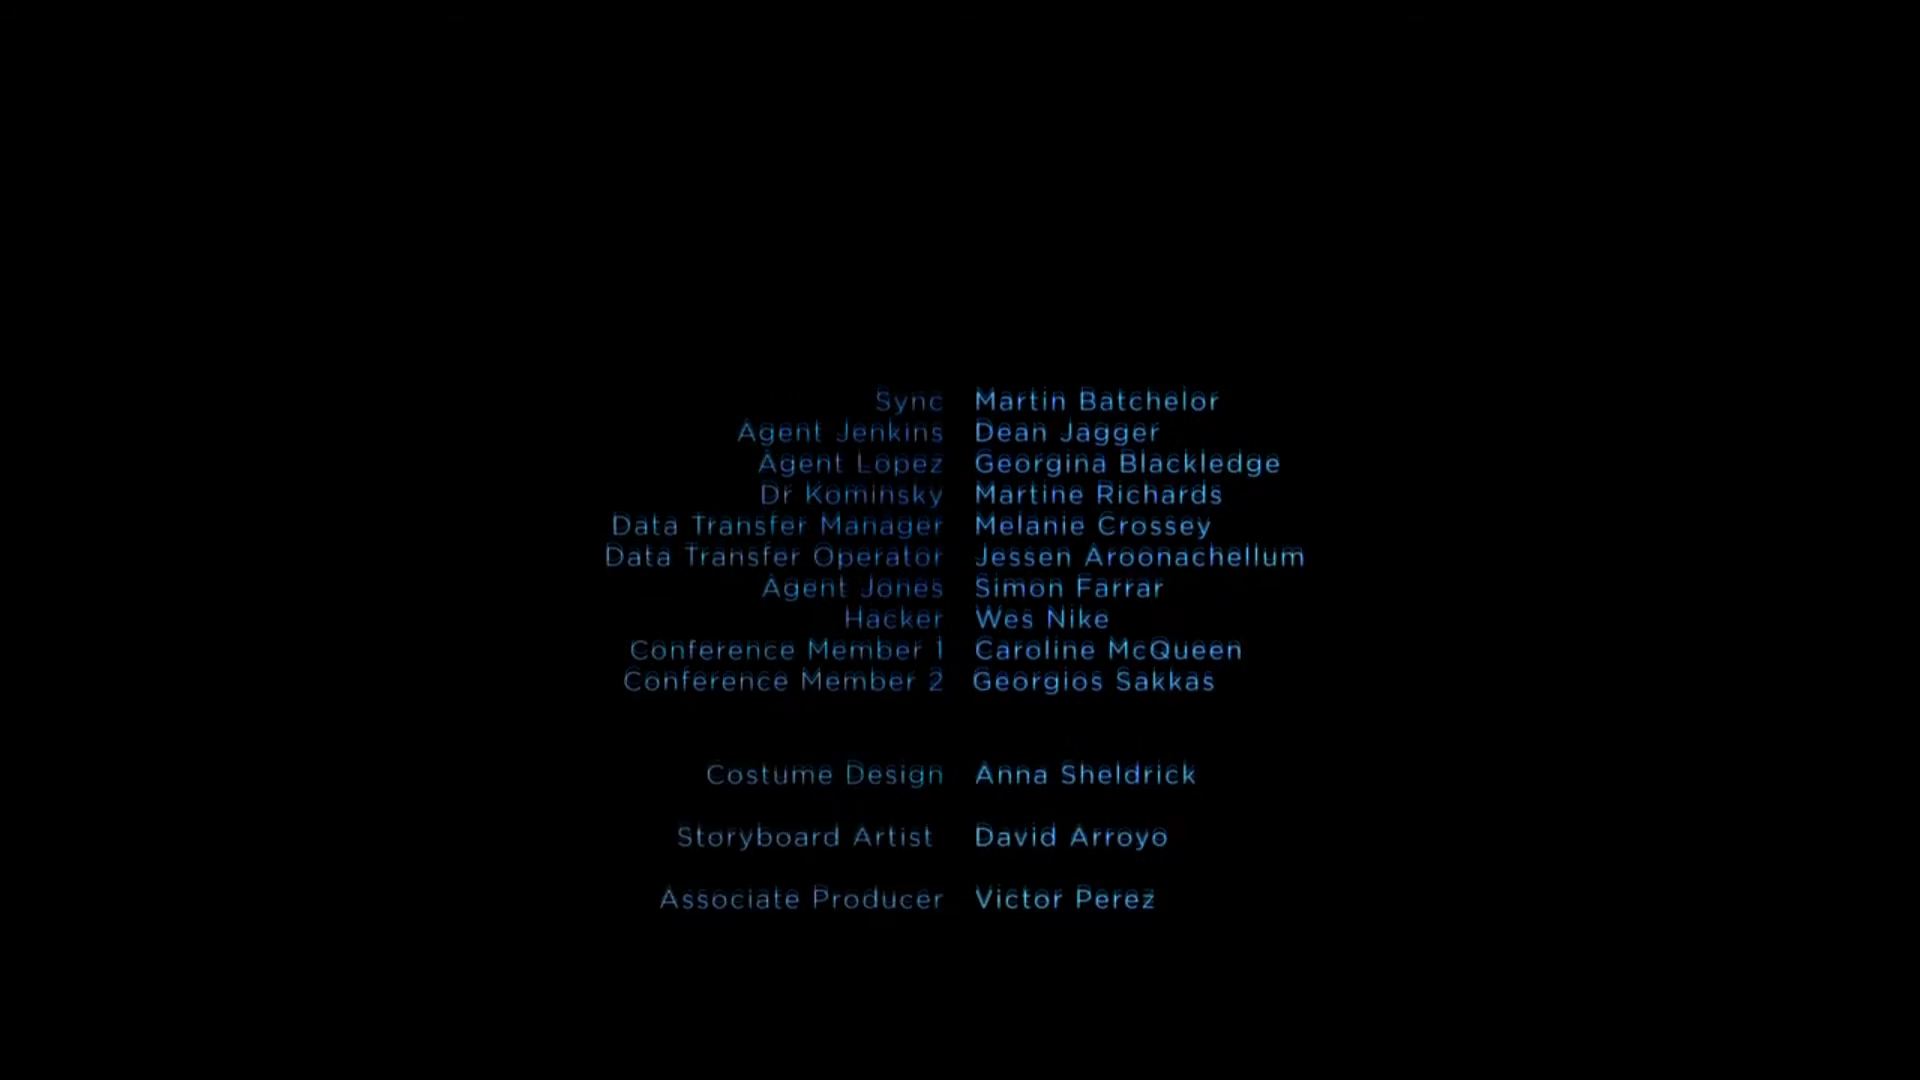 Sync Martin Batchelor
Agent Jenkins Dean Jagger
Agent Lopez Georgina Blackledge
Dr Kominsky Martine Richards
Data Transfer Manager Melanie Crossey
Data Transfer Operator Jessen Aroonachellum
Agent Jones Simon Farrar
Hacker Wes Nike
Conference Member 1 Caroline McQueen
Conference Member 2 Georgios Sakkas
Costume Design Anna Sheldrick
Storyboard Artist David Arroyo
Associate Producer Victor Perez